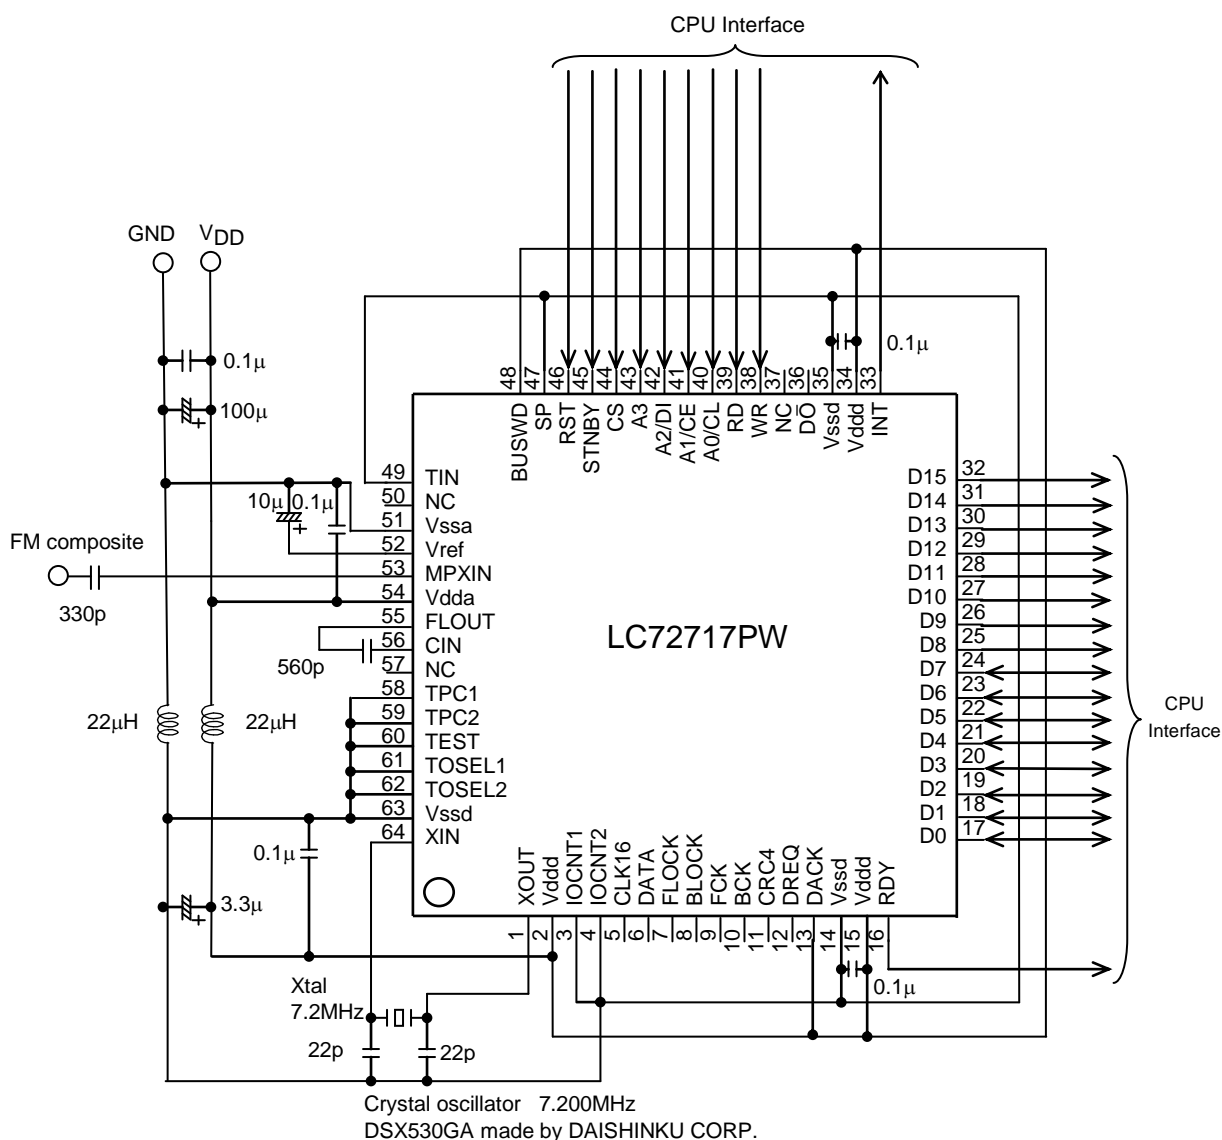 CPU Interface
GND
VDD
0.1μ
100μ
0.1μ
48
47
46
45
44
43
42
41
40
39
38
37
36
35
34
33
BUSWD
SP
RST
STNBY
CS
A3
A2/DI
A1/CE
A0/CL
RD
WR
NC
DO
Vssd
Vddd
INT
10μ
0.1μ
FM composite
330p
560p
22μH
22μH
0.1μ
3.3μ
49 TIN
50 NC
51 Vssa
52 Vref
53 MPXIN
54 Vdda
55 FLOUT
56 CIN
57 NC
58 TPC1
59 TPC2
60 TEST
61 TOSEL1
62 TOSEL2
63 Vssd
64 XIN
LC72717PW
D15 32
D14 31
D13 30
D12 29
D11 28
D10 27
D9 26
D8 25
D7 24
D6 23
D5 22
D4 21
D3 20
D2 19
D1 18
D0 17
CPU
Interface
XOUT
Vddd
IOCNT1
IOCNT2
CLK16
DATA
FLOCK
BLOCK
FCK
BCK
CRC4
DREQ
DACK
Vssd
Vddd
RDY
1
2
3
4
5
6
7
8
9
10
11
12
13
14
15
16
0.1μ
Xtal
7.2MHz
22p
22p
Crystal oscillator 7.200MHz
DSX530GA made by DAISHINKU CORP.